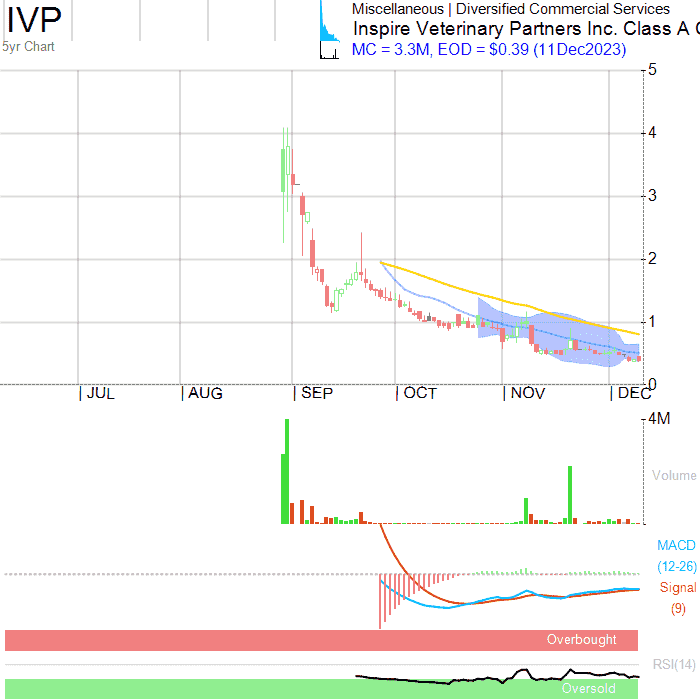 IVP
5yr Chart
Miscellaneous | Diversified Commercial Services
Inspire Veterinary Partners Inc. Class A
MC = 3.3M, EOD = $0.39 (11Dec2023)
5
4
3
2
1
0
JUL AUG SEP OCT NOV DEC
4M
Volume
MACD
(12-26)
Signal
(9)
Overbought
RSI(14)
Oversold